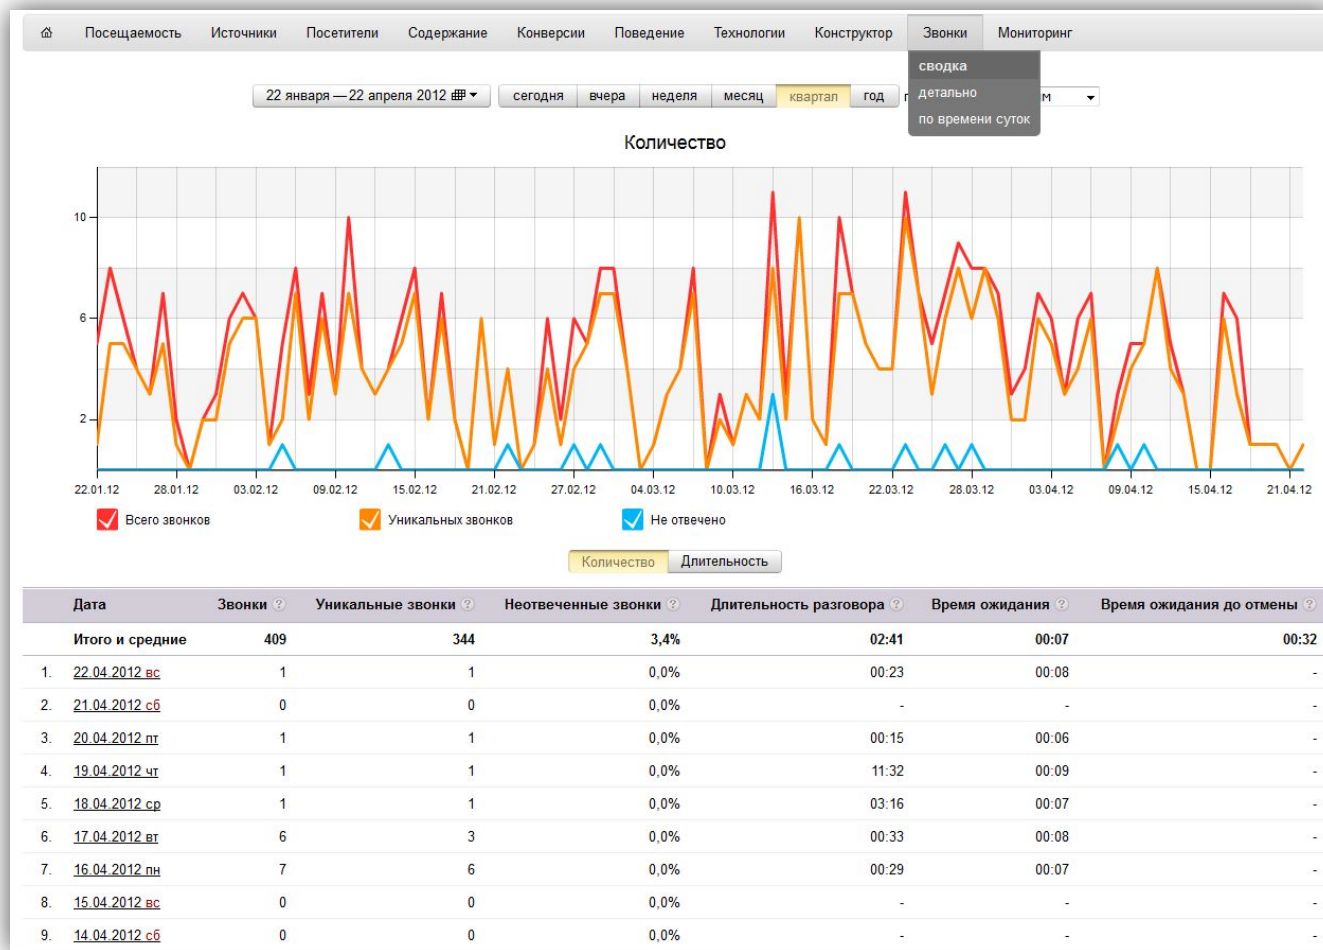 Посещаемость Источники Посетители Содержание Конверсии Поведение Технологии Конструктор Звонки Мониторинг
сводка
22 января — 22 апреля 2012 сегодня вчера неделя месяц квартал год детально
по времени суток
Количество
10
6
2
22.01.12 28.01.12 03.02.12 09.02.12 15.02.12 21.02.12 27.02.12 04.03.12 10.03.12 16.03.12 22.03.12 28.03.12 03.04.12 09.04.12 15.04.12 21.04.12
Всего звонков Уникальных звонков Не отвечено
Количество Длительность
Дата Звонки ? Уникальные звонки ? Неотвеченные звонки ? Длительность разговора ? Время ожидания ? Время ожидания до отмены ?
Итого и средние 409 344 3,4% 02:41 00:07 00:32
1. 22.04.2012 вс 1 1 0,0% 00:23 00:08 -
2. 21.04.2012 сб 0 0 0,0% - - -
3. 20.04.2012 пт 1 1 0,0% 00:15 00:06 -
4. 19.04.2012 чт 1 1 0,0% 11:32 00:09 -
5. 18.04.2012 ср 1 1 0,0% 03:16 00:07 -
6. 17.04.2012 вт 6 3 0,0% 00:33 00:08 -
7. 16.04.2012 пн 7 6 0,0% 00:29 00:07 -
8. 15.04.2012 вс 0 0 0,0% - - -
9. 14.04.2012 сб 0 0 0,0% - - -